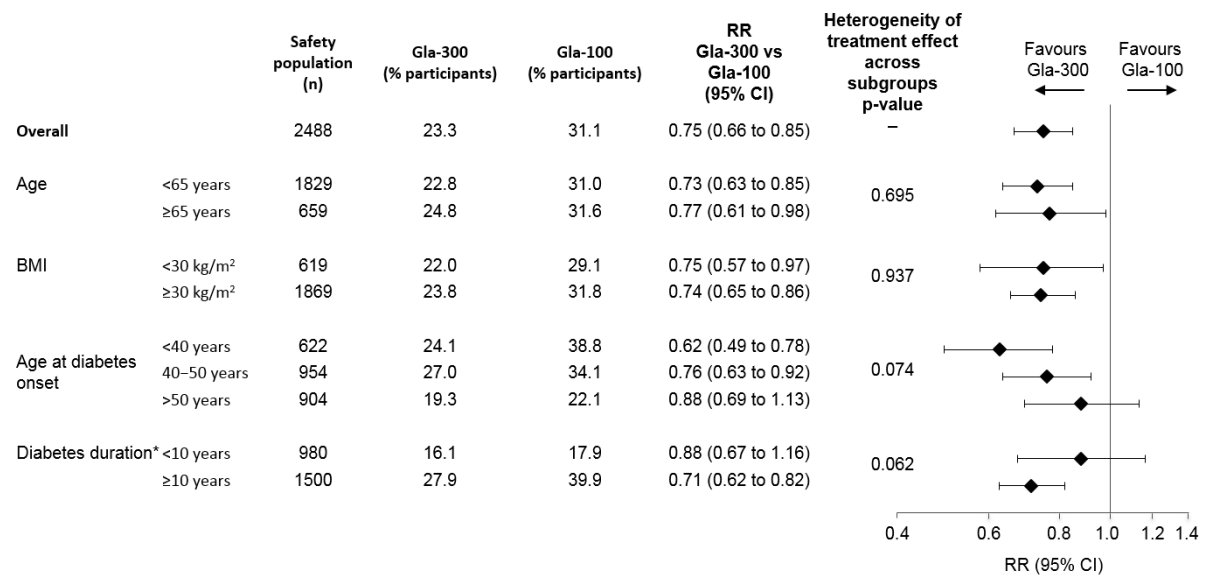 Safety population (n)
Gla-300 (% participants)
Gla-100 (% participants)
RR Gla-300 vs Gla-100 (95% CI)
Heterogeneity of treatment effect across subgroups p-value
Favours Gla-300
Favours Gla-100
Overall 2488 23.3 31.1 0.75 (0.66 to 0.85) –
Age <65 years 1829 22.8 31.0 0.73 (0.63 to 0.85)
0.695
≥65 years 659 24.8 31.6 0.77 (0.61 to 0.98)
BMI <30 kg/m² 619 22.0 29.1 0.75 (0.57 to 0.97)
0.937
≥30 kg/m² 1869 23.8 31.8 0.74 (0.65 to 0.86)
Age at diabetes onset
<40 years 622 24.1 38.8 0.62 (0.49 to 0.78)
40–50 years 954 27.0 34.1 0.76 (0.63 to 0.92) 0.074
>50 years 904 19.3 22.1 0.88 (0.69 to 1.13)
Diabetes duration* <10 years 980 16.1 17.9 0.88 (0.67 to 1.16)
0.062
≥10 years 1500 27.9 39.9 0.71 (0.62 to 0.82)
0.4 0.6 0.8 1.0 1.2 1.4
RR (95% CI)